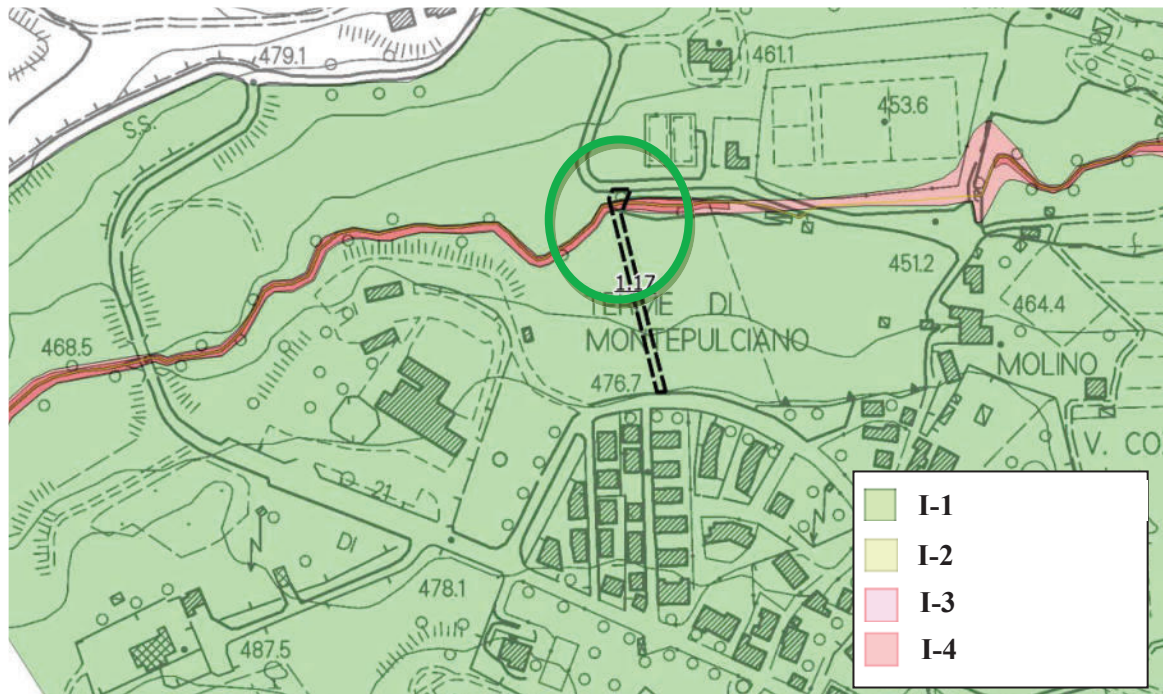 479.1
461.1
453.6
S.S.
1.17
451.2
TERME DI
MONTEPULCIANO
464.4
468.5
476.7
MOLINO
V. CO
21
DI
478.1
487.5
I-1
I-2
I-3
I-4